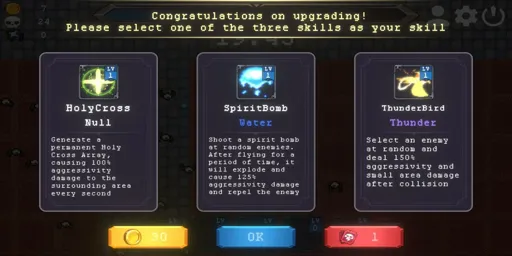 Congratulations on upgrading!
Please select one of the three skills as your skill
19:45
LV
1
HolyCross
Null
Generate a
permanent Holy
Cross Array,
causing 100%
aggressivity
damage to the
surrounding area
every second
LV
1
SpiritBomb
Water
Shoot a spirit bomb
at random enemies.
After flying for a
period of time, it
will explode and
cause 125%
aggressivity damage
and repel the enemy
LV
1
ThunderBird
Thunder
Select an enemy
at random and
deal 150%
aggressivity and
small area damage
after collision
30
OK
1